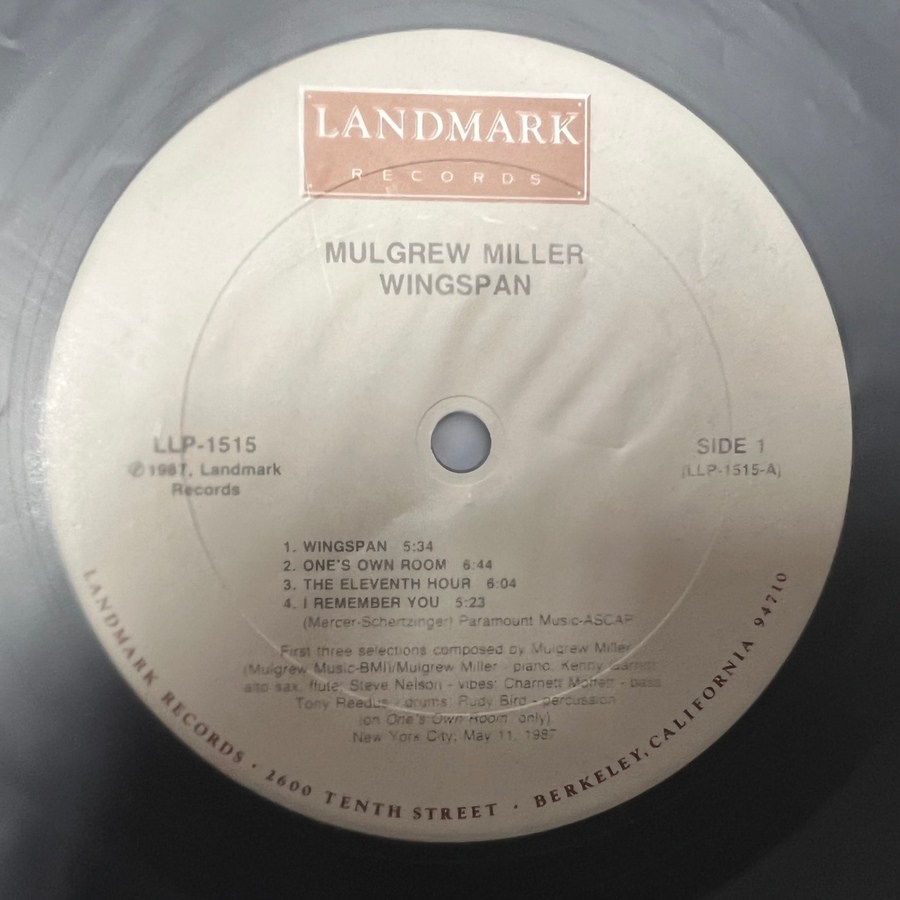 LANDMARK
RECORDS
MULGREW MILLER
WINGSPAN
LLP-1515
℗1987, Landmark
Records
SIDE 1
(LLP-1515-A)
1. WINGSPAN 5:34
2. ONE'S OWN ROOM 6:44
3. THE ELEVENTH HOUR 6:04
4. I REMEMBER YOU 5:23
(Mercer-Schertzinger) Paramount Music-ASCAP
First three selections composed by Mulgrew Miller
(Mulgrew Music-BMI)/Mulgrew Miller - piano; Kenny Garrett
alto sax, flute; Steve Nelson - vibes; Charnett Moffett - bass
Tony Reedus - drums; Rudy Bird - percussion
(on One's Own Room only)
New York City; May 11, 1987
LANDMARK RECORDS · 2600 TENTH STREET · BERKELEY, CALIFORNIA 94710